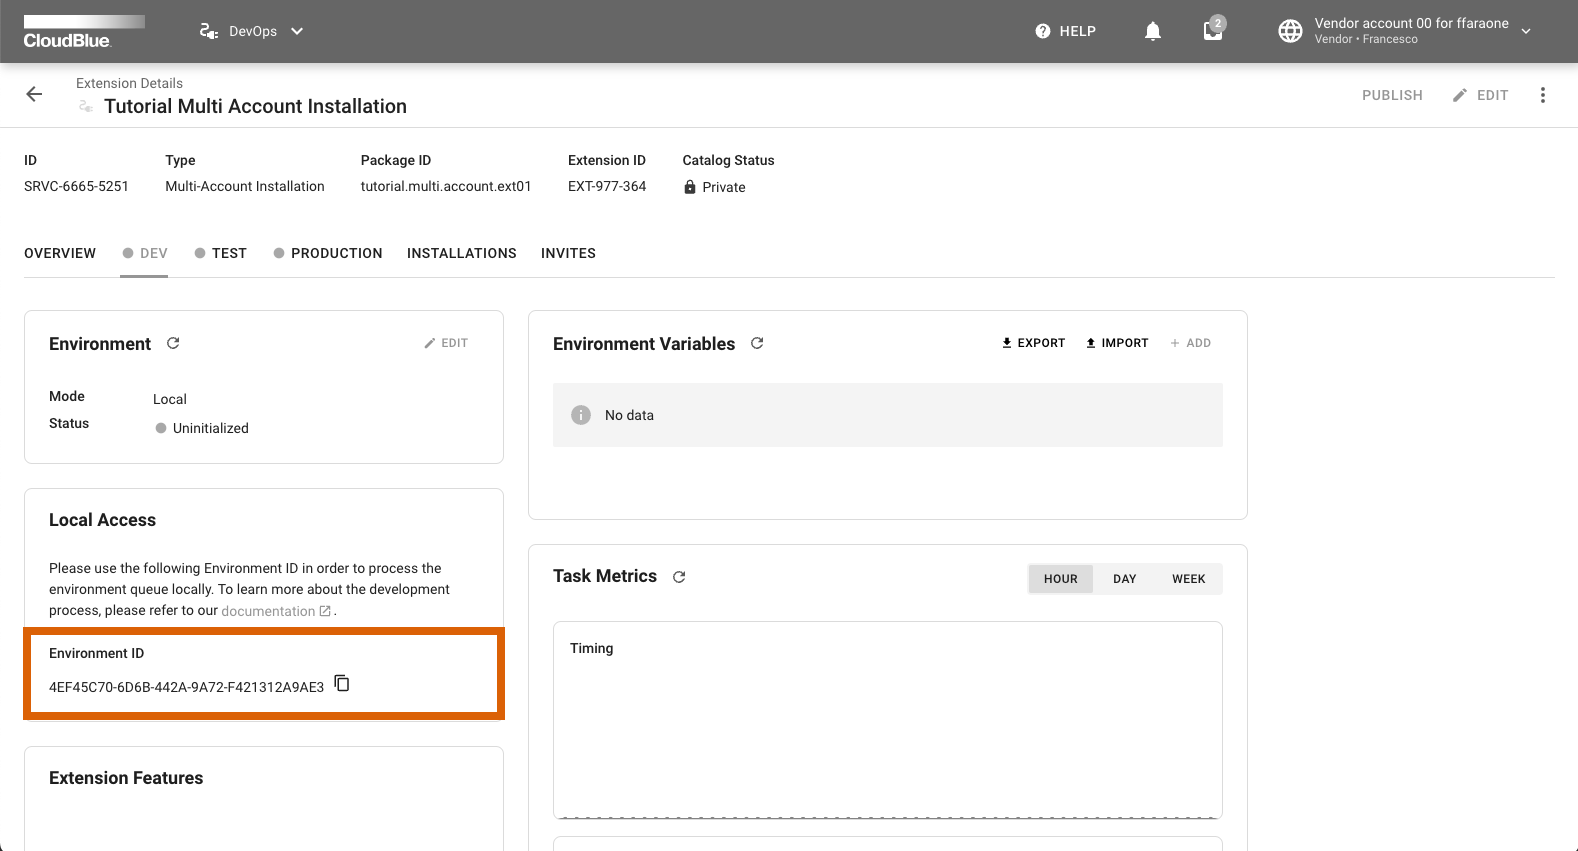 CloudBlue
DevOps
HELP
2
Vendor account 00 for ffaraone
Vendor • Francesco
Extension Details
Tutorial Multi Account Installation
PUBLISH
EDIT
ID
Type
Package ID
Extension ID
Catalog Status
SRVC-6665-5251
Multi-Account Installation
tutorial.multi.account.ext01
EXT-977-364
Private
OVERVIEW
DEV
TEST
PRODUCTION
INSTALLATIONS
INVITES
Environment
EDIT
Mode
Local
Status
Uninitialized
Environment Variables
EXPORT
IMPORT
+ ADD
No data
Local Access
Please use the following Environment ID in order to process the
environment queue locally. To learn more about the development
process, please refer to our documentation .
Environment ID
4EF45C70-6D6B-442A-9A72-F421312A9AE3
Task Metrics
HOUR
DAY
WEEK
Timing
Extension Features